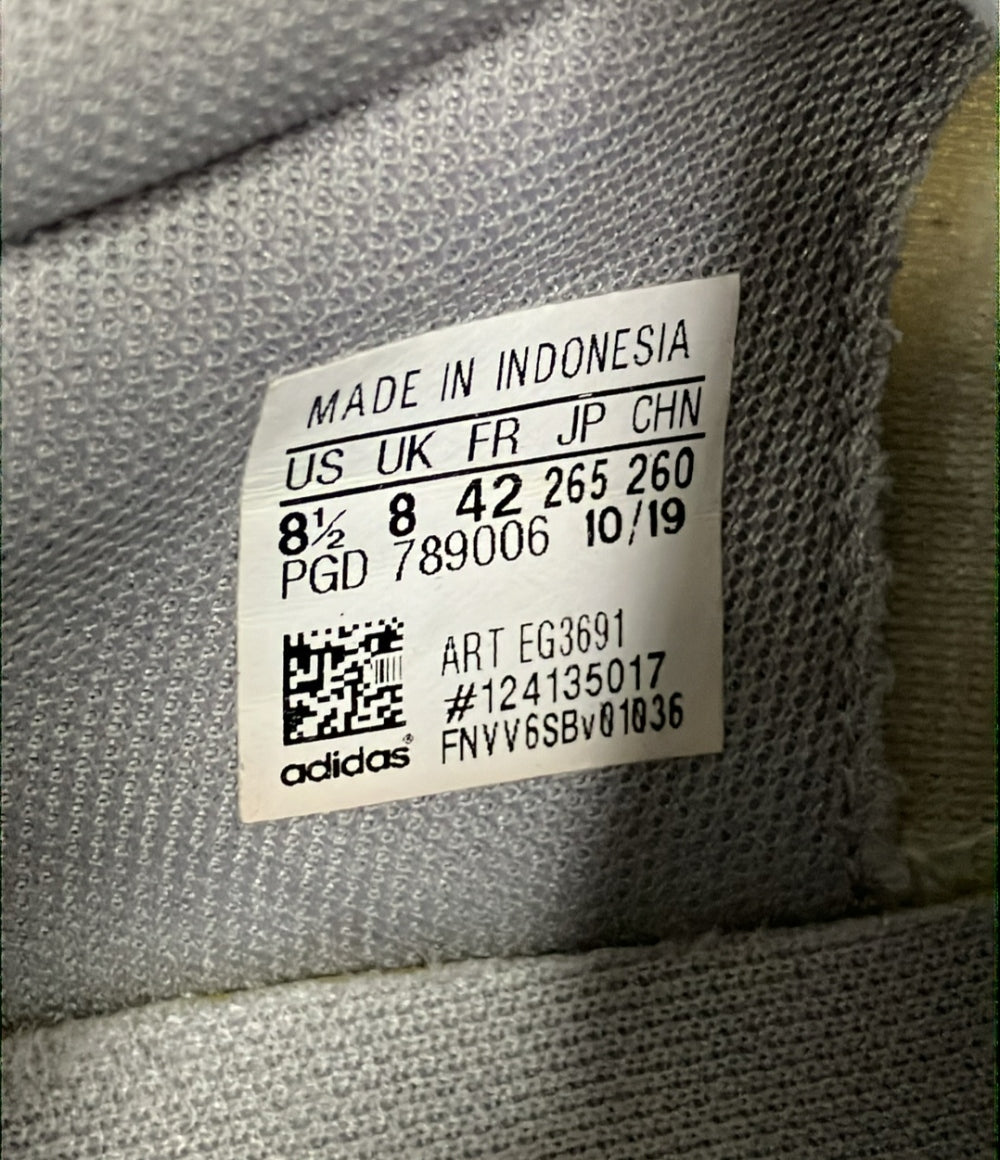 MADE IN INDONESIA
US UK FR JP CHN
8½ 8 42 265 260
PGD 789006 10/19
ART EG3691
#124135017
FNVV6SBv01036
adidas®